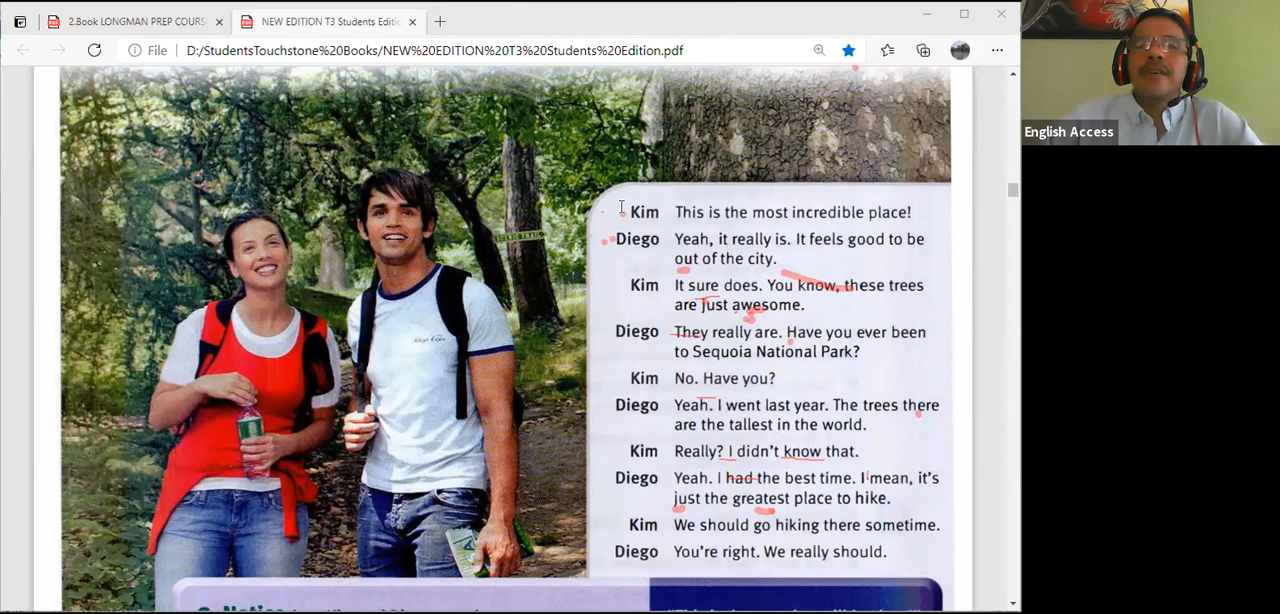 2.Book LONGMAN PREP COURS
NEW EDITION T3 Students Editio
File
D:/StudentsTouchstone%20Books/NEW%20EDITION%20T3%20Students%20Edition.pdf
English Access
SCENIC TRAIL
Kim This is the most incredible place!
Diego Yeah, it really is. It feels good to be
out of the city.
Kim It sure does. You know, these trees
are just awesome.
Diego They really are. Have you ever been
to Sequoia National Park?
Kim No. Have you?
Diego Yeah. I went last year. The trees there
are the tallest in the world.
Kim Really? I didn't know that.
Diego Yeah. I had the best time. I mean, it's
just the greatest place to hike.
Kim We should go hiking there sometime.
Diego You're right. We really should.